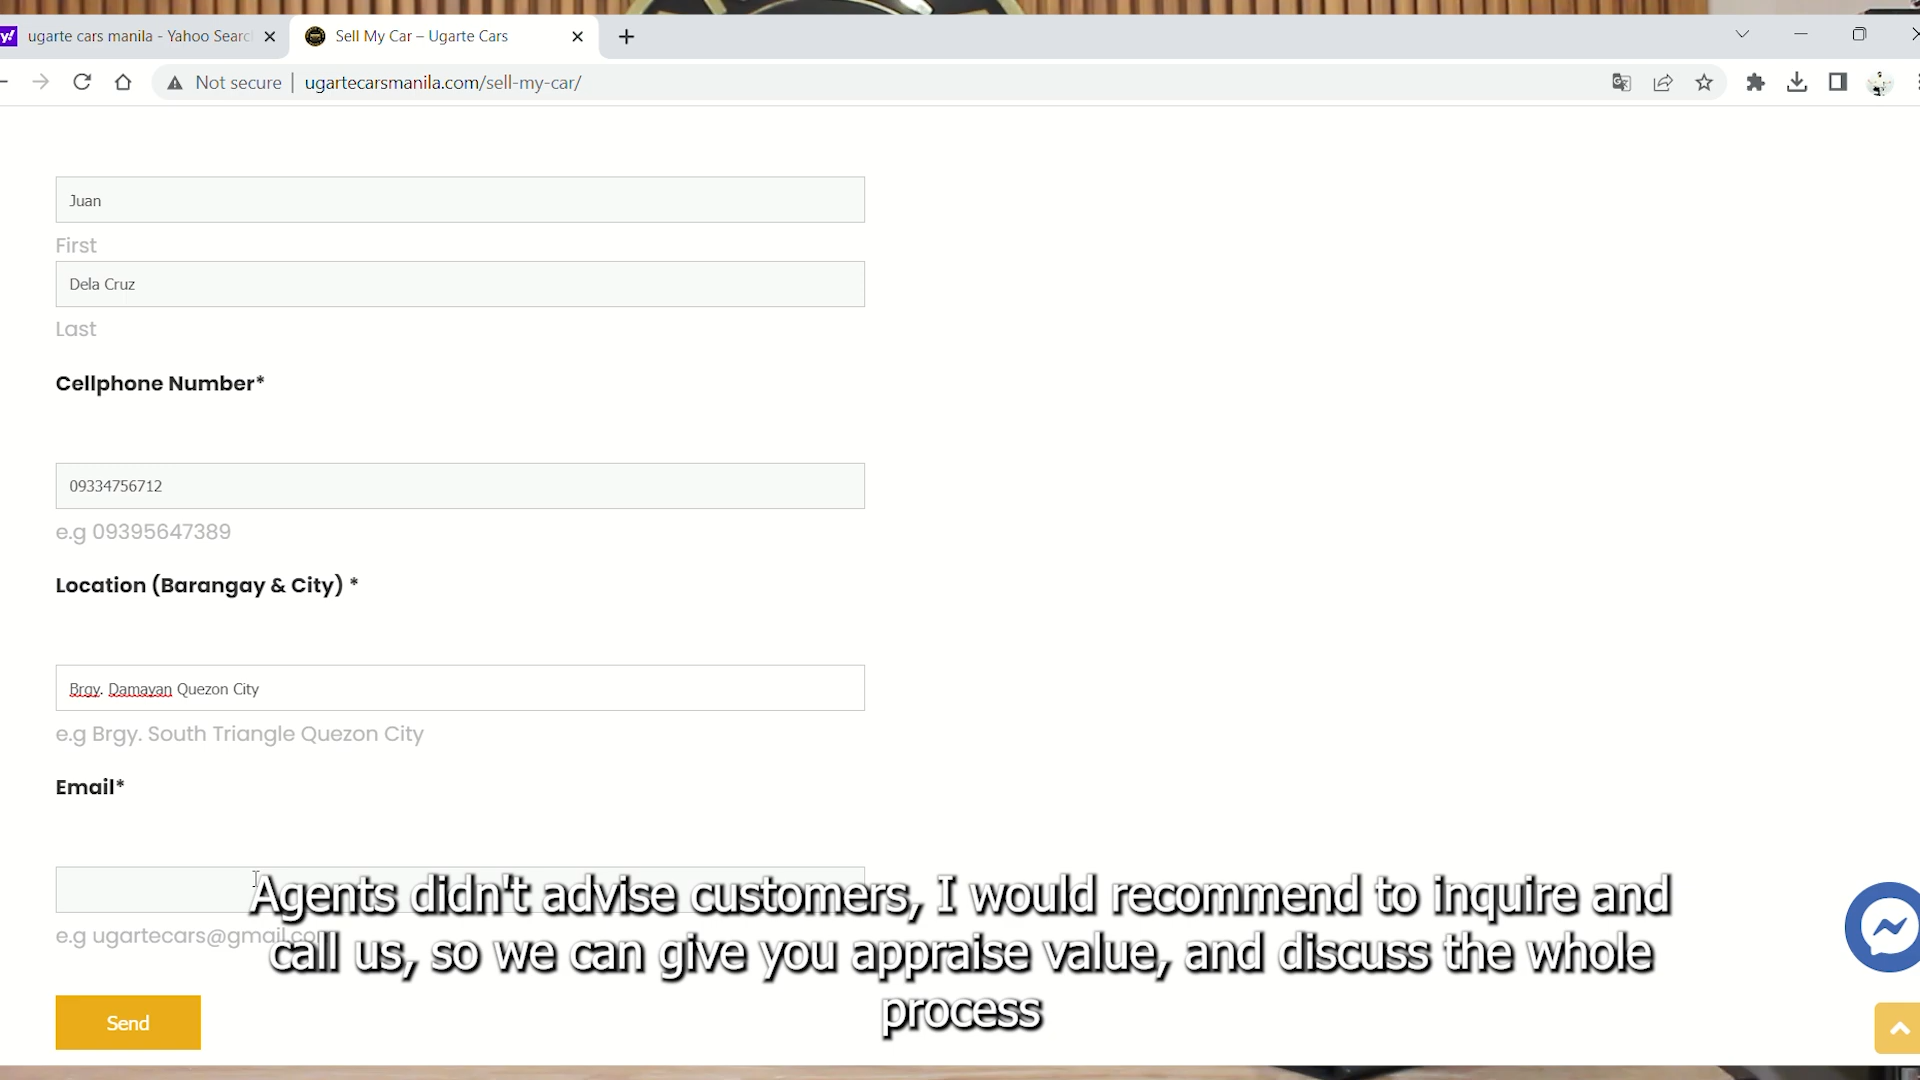 ugarte cars manila - Yahoo Searc
Sell My Car – Ugarte Cars
Not secure
ugartecarsmanila.com/sell-my-car/
Juan
First
Dela Cruz
Last
Cellphone Number*
09334756712
e.g 09395647389
Location (Barangay & City) *
Brgy. Damayan Quezon City
e.g Brgy. South Triangle Quezon City
Email*
e.g ugartecars@gmail.com
Agents didn't advise customers, I would recommend to inquire and
call us, so we can give you appraise value, and discuss the whole
process
Send